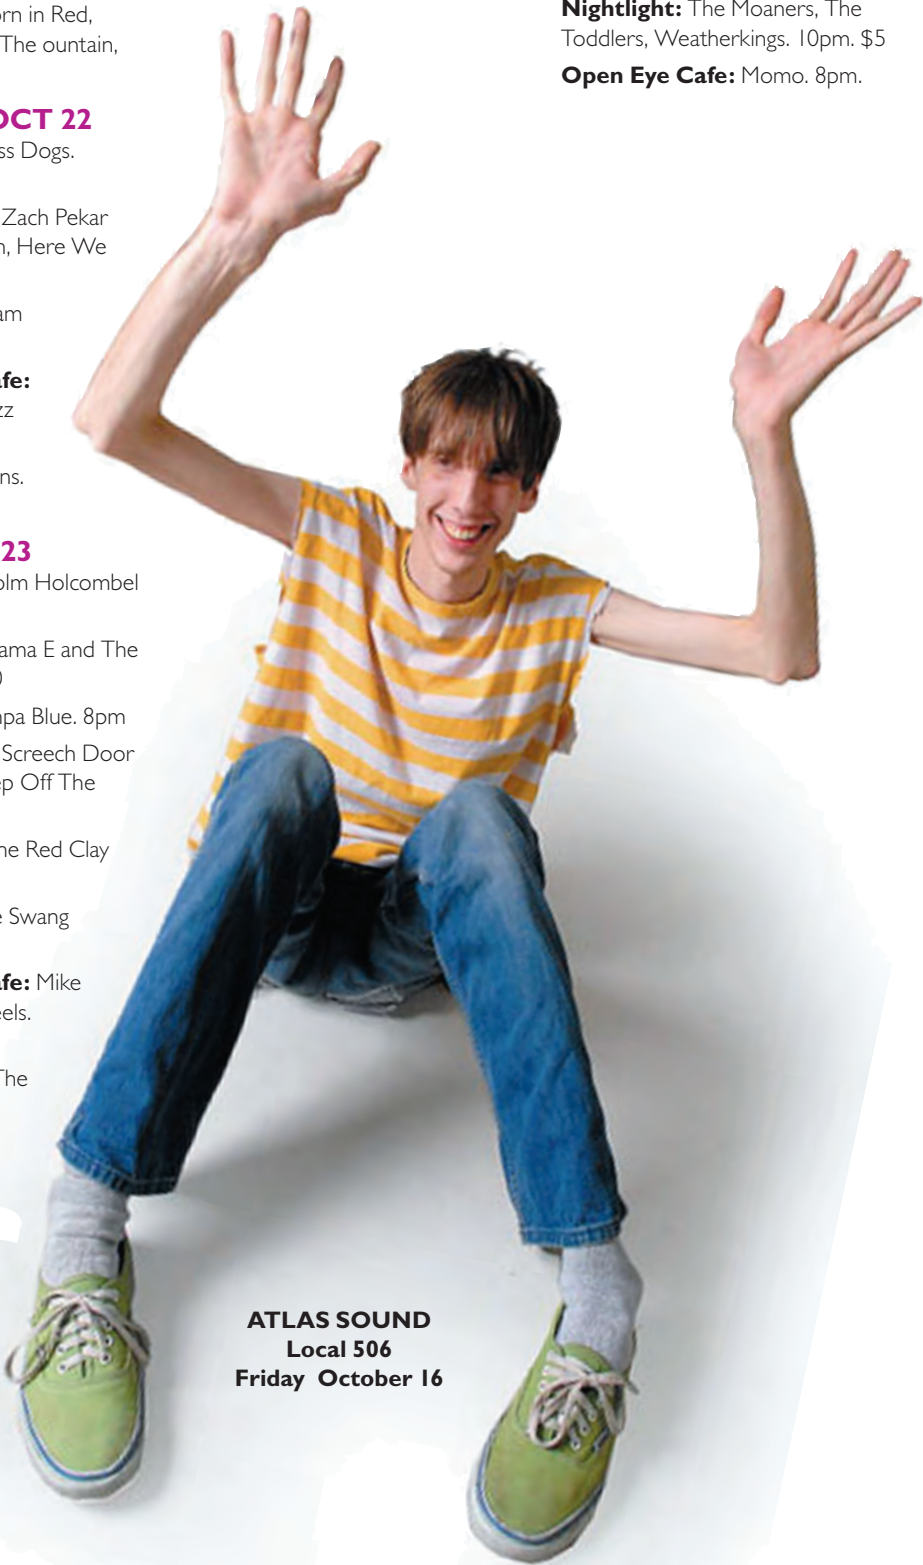 orn in Red,
The ountain,
OCT 22
ss Dogs.
Zach Pekar
n, Here We
am
afe:
zz
ns.
23
olm Holcombel
ama E and The
)
npa Blue. 8pm
Screech Door
ep Off The
he Red Clay
e Swang
afe: Mike
eels.
The
Nightlight: The Moaners, The
Toddlers, Weatherkings. 10pm. $5
Open Eye Cafe: Momo. 8pm.
ATLAS SOUND
Local 506
Friday October 16